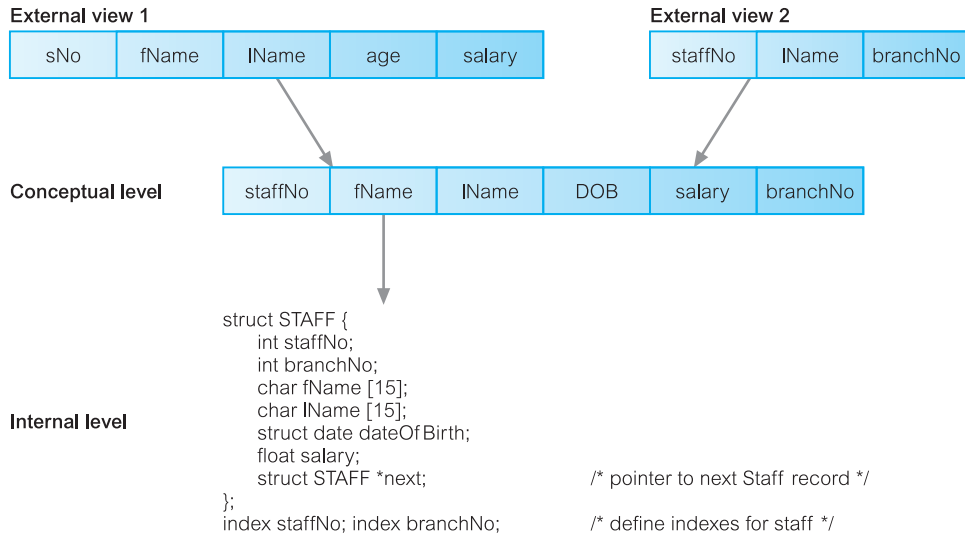 External view 1
External view 2
sNo fName lName age salary
staffNo lName branchNo
Conceptual level
staffNo fName lName DOB salary branchNo
Internal level
struct STAFF {
int staffNo;
int branchNo;
char fName [15];
char lName [15];
struct date dateOfBirth;
float salary;
struct STAFF *next; /* pointer to next Staff record */
};
index staffNo; index branchNo; /* define indexes for staff */